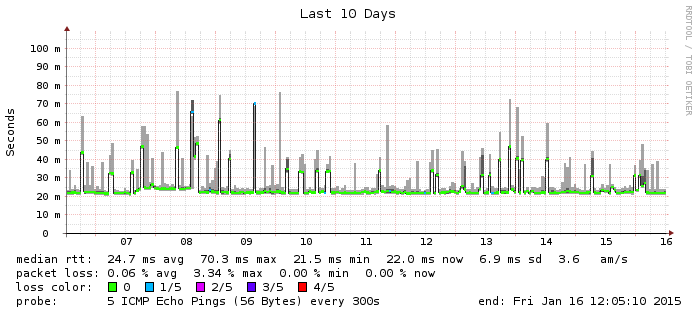 Last 10 Days
RRDTOOL / TOBI OETIKER
Seconds
100 m
90 m
80 m
70 m
60 m
50 m
40 m
30 m
20 m
10 m
0
07 08 09 10 11 12 13 14 15 16
median rtt: 24.7 ms avg 70.3 ms max 21.5 ms min 22.0 ms now 6.9 ms sd 3.6 am/s
packet loss: 0.06 % avg 3.34 % max 0.00 % min 0.00 % now
loss color: 0 1/5 2/5 3/5 4/5
probe: 5 ICMP Echo Pings (56 Bytes) every 300s end: Fri Jan 16 12:05:10 2015